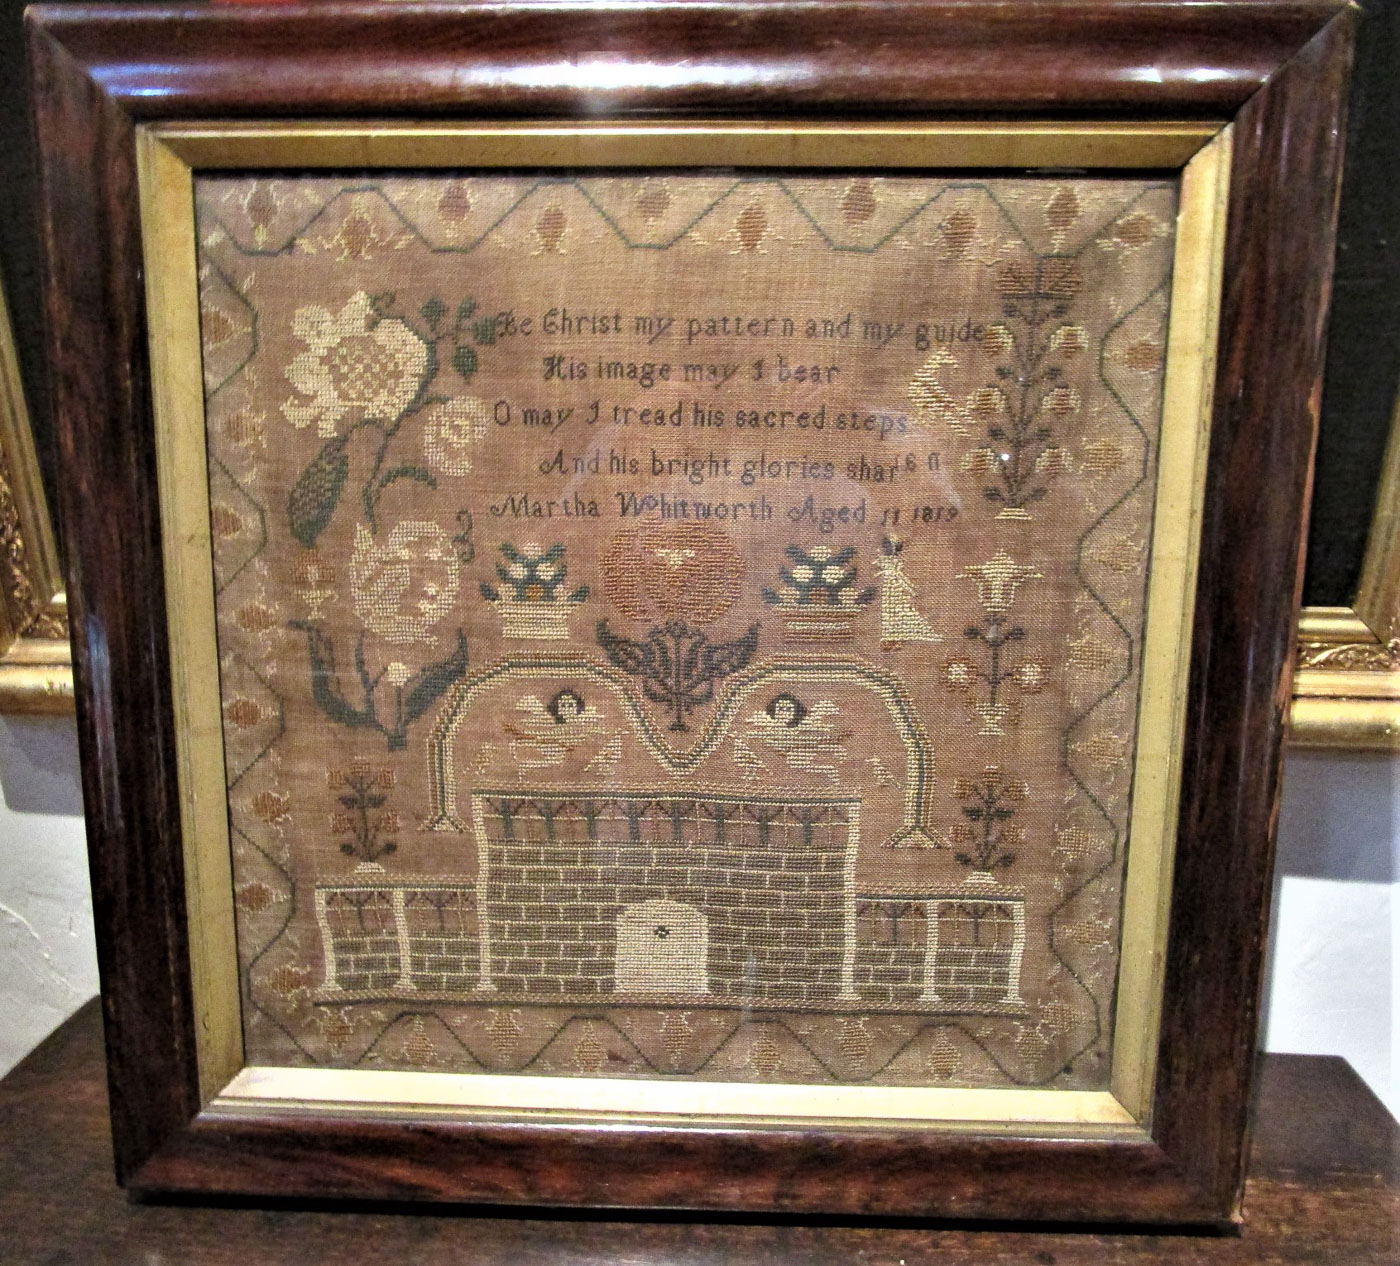 Be Christ my pattern and my guide
His image may I bear
O may I tread his sacred steps
And his bright glories shar
Martha Whitworth Aged 11 1819